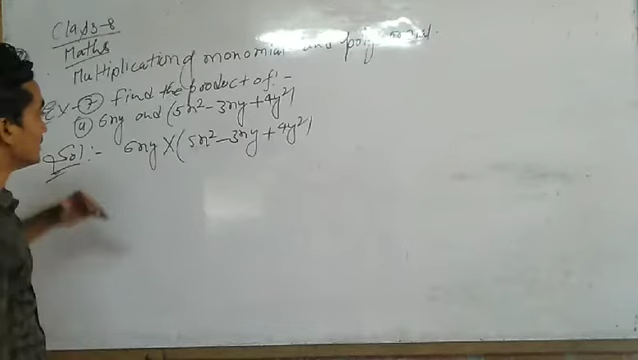 Class-8
Maths
Multiplication of monomial and polynomial.
Ex-7 Find the product of:-
(a) 6xy and (5x²-3xy+4y²)
Sol:- 6xy×(5x²-3xy+4y²)